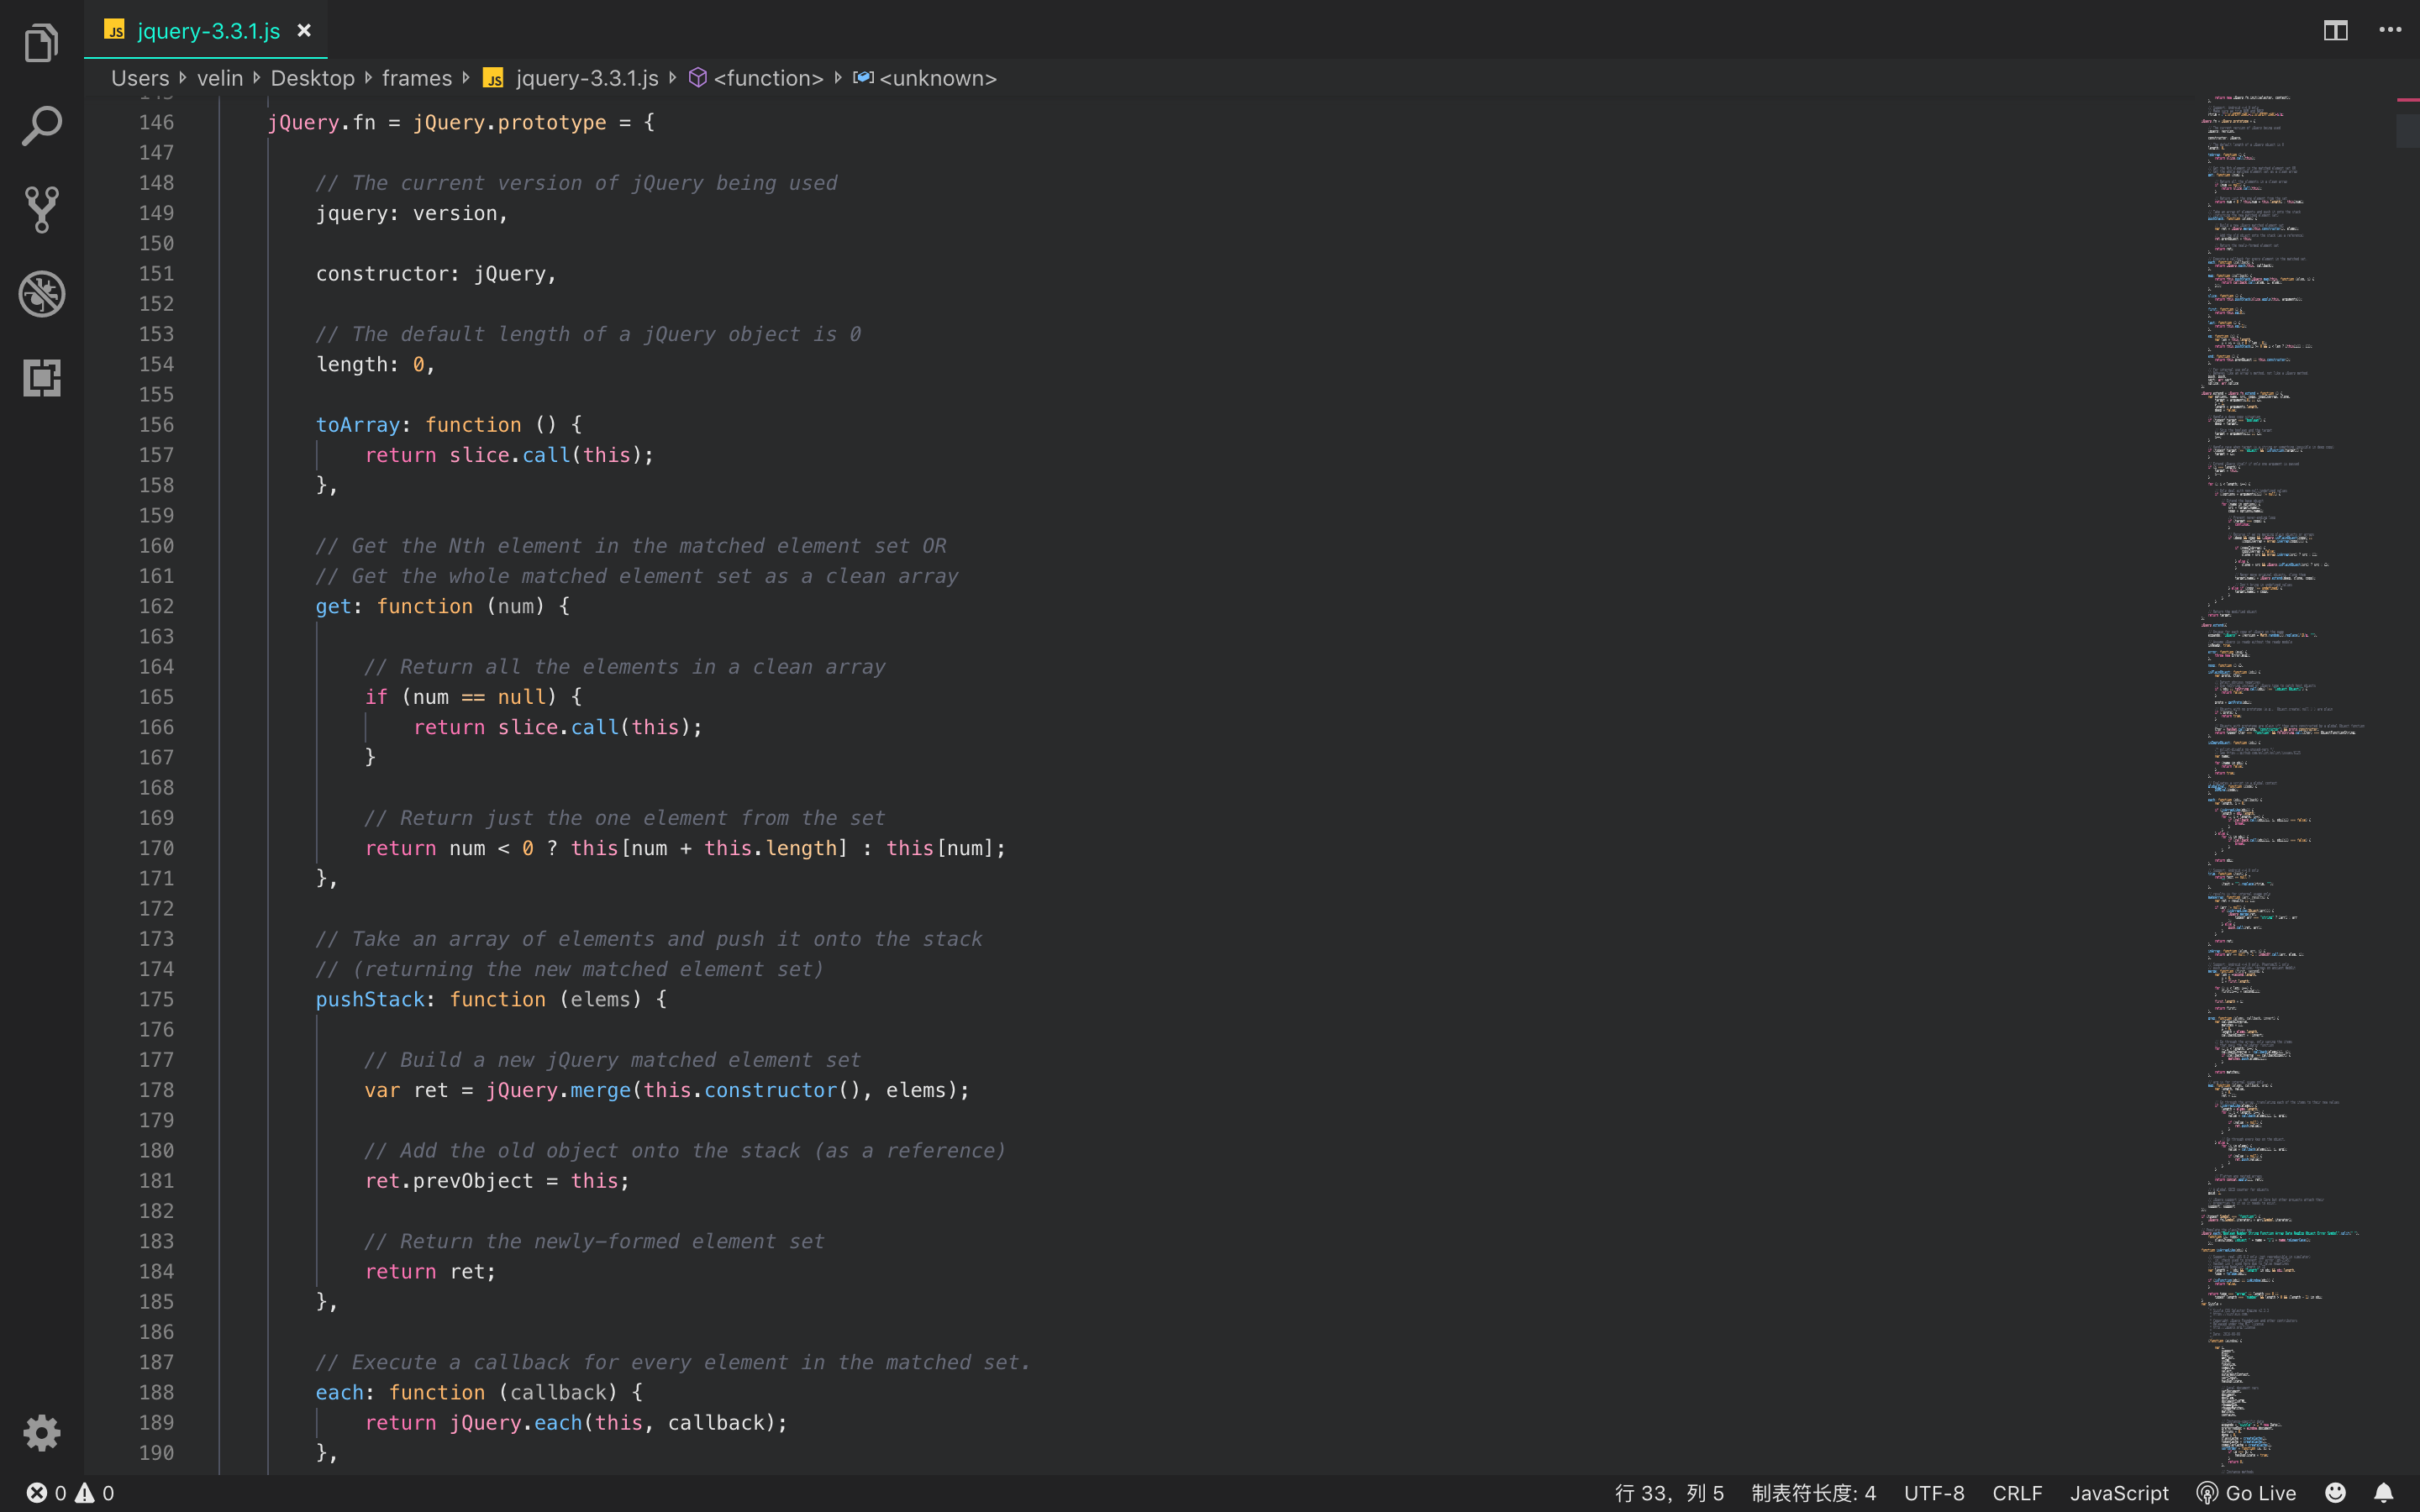 JS jquery-3.3.1.js
Users velin Desktop frames JS jquery-3.3.1.js <function> <unknown>
146 jQuery.fn = jQuery.prototype = {
147
148 // The current version of jQuery being used
149 jquery: version,
150
151 constructor: jQuery,
152
153 // The default length of a jQuery object is 0
154 length: 0,
155
156 toArray: function () {
157 return slice.call(this);
158 },
159
160 // Get the Nth element in the matched element set OR
161 // Get the whole matched element set as a clean array
162 get: function (num) {
163
164 // Return all the elements in a clean array
165 if (num == null) {
166 return slice.call(this);
167 }
168
169 // Return just the one element from the set
170 return num < 0 ? this[num + this.length] : this[num];
171 },
172
173 // Take an array of elements and push it onto the stack
174 // (returning the new matched element set)
175 pushStack: function (elems) {
176
177 // Build a new jQuery matched element set
178 var ret = jQuery.merge(this.constructor(), elems);
179
180 // Add the old object onto the stack (as a reference)
181 ret.prevObject = this;
182
183 // Return the newly-formed element set
184 return ret;
185 },
186
187 // Execute a callback for every element in the matched set.
188 each: function (callback) {
189 return jQuery.each(this, callback);
190 },
0 0 行 33，列 5 制表符长度: 4 UTF-8 CRLF JavaScript Go Live